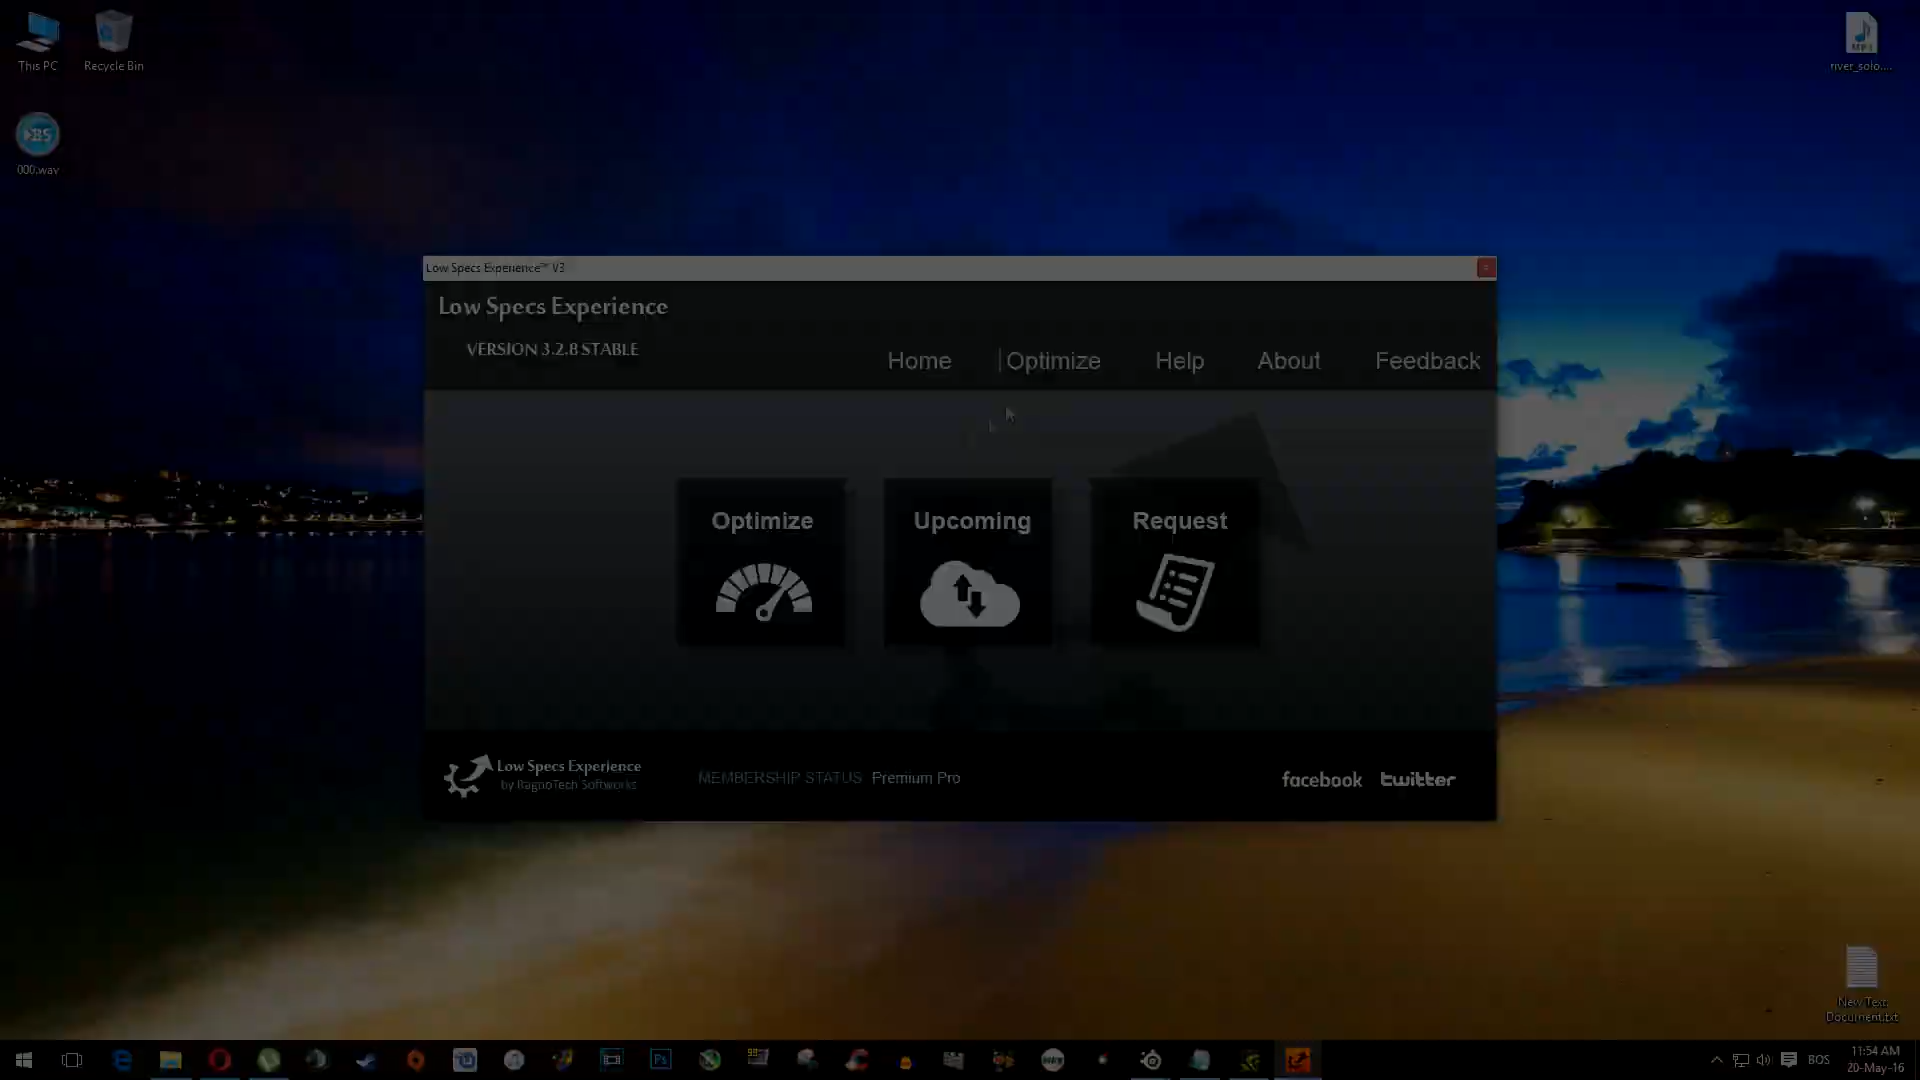 This PC
Recycle Bin
river_solo....
000.wav
Low Specs Experience™ V3
Low Specs Experience
VERSION 3.2.8 STABLE
Home
Optimize
Help
About
Feedback
Optimize
Upcoming
Request
Low Specs Experience
by RagnoTech Softworks
MEMBERSHIP STATUS Premium Pro
facebook
twitter
New Text
Document.txt
BOS
11:54 AM
20-May-16